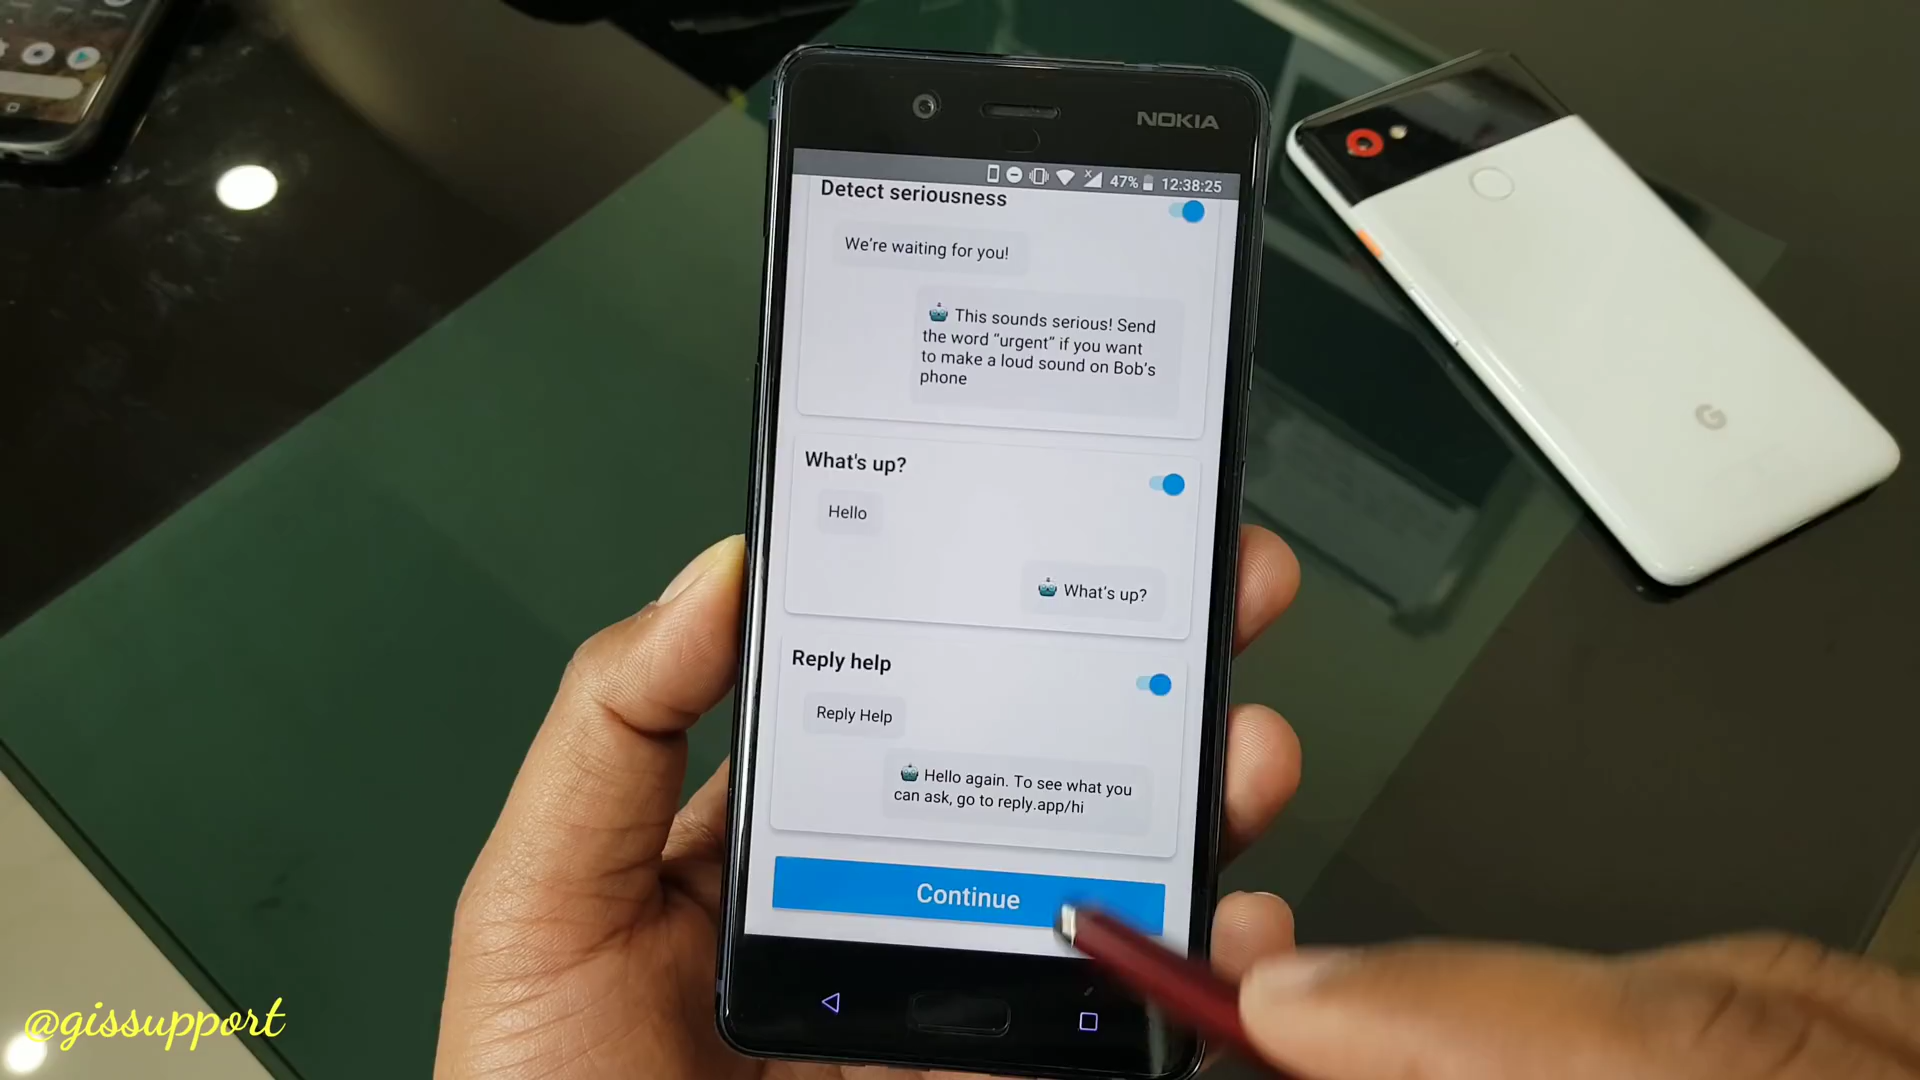 NOKIA
47% 12:38:25
Detect seriousness
We're waiting for you!
This sounds serious! Send
the word “urgent” if you want
to make a loud sound on Bob's
phone
What's up?
Hello
What's up?
Reply help
Reply Help
Hello again. To see what you
can ask, go to reply.app/hi
Continue
G
@gissupport